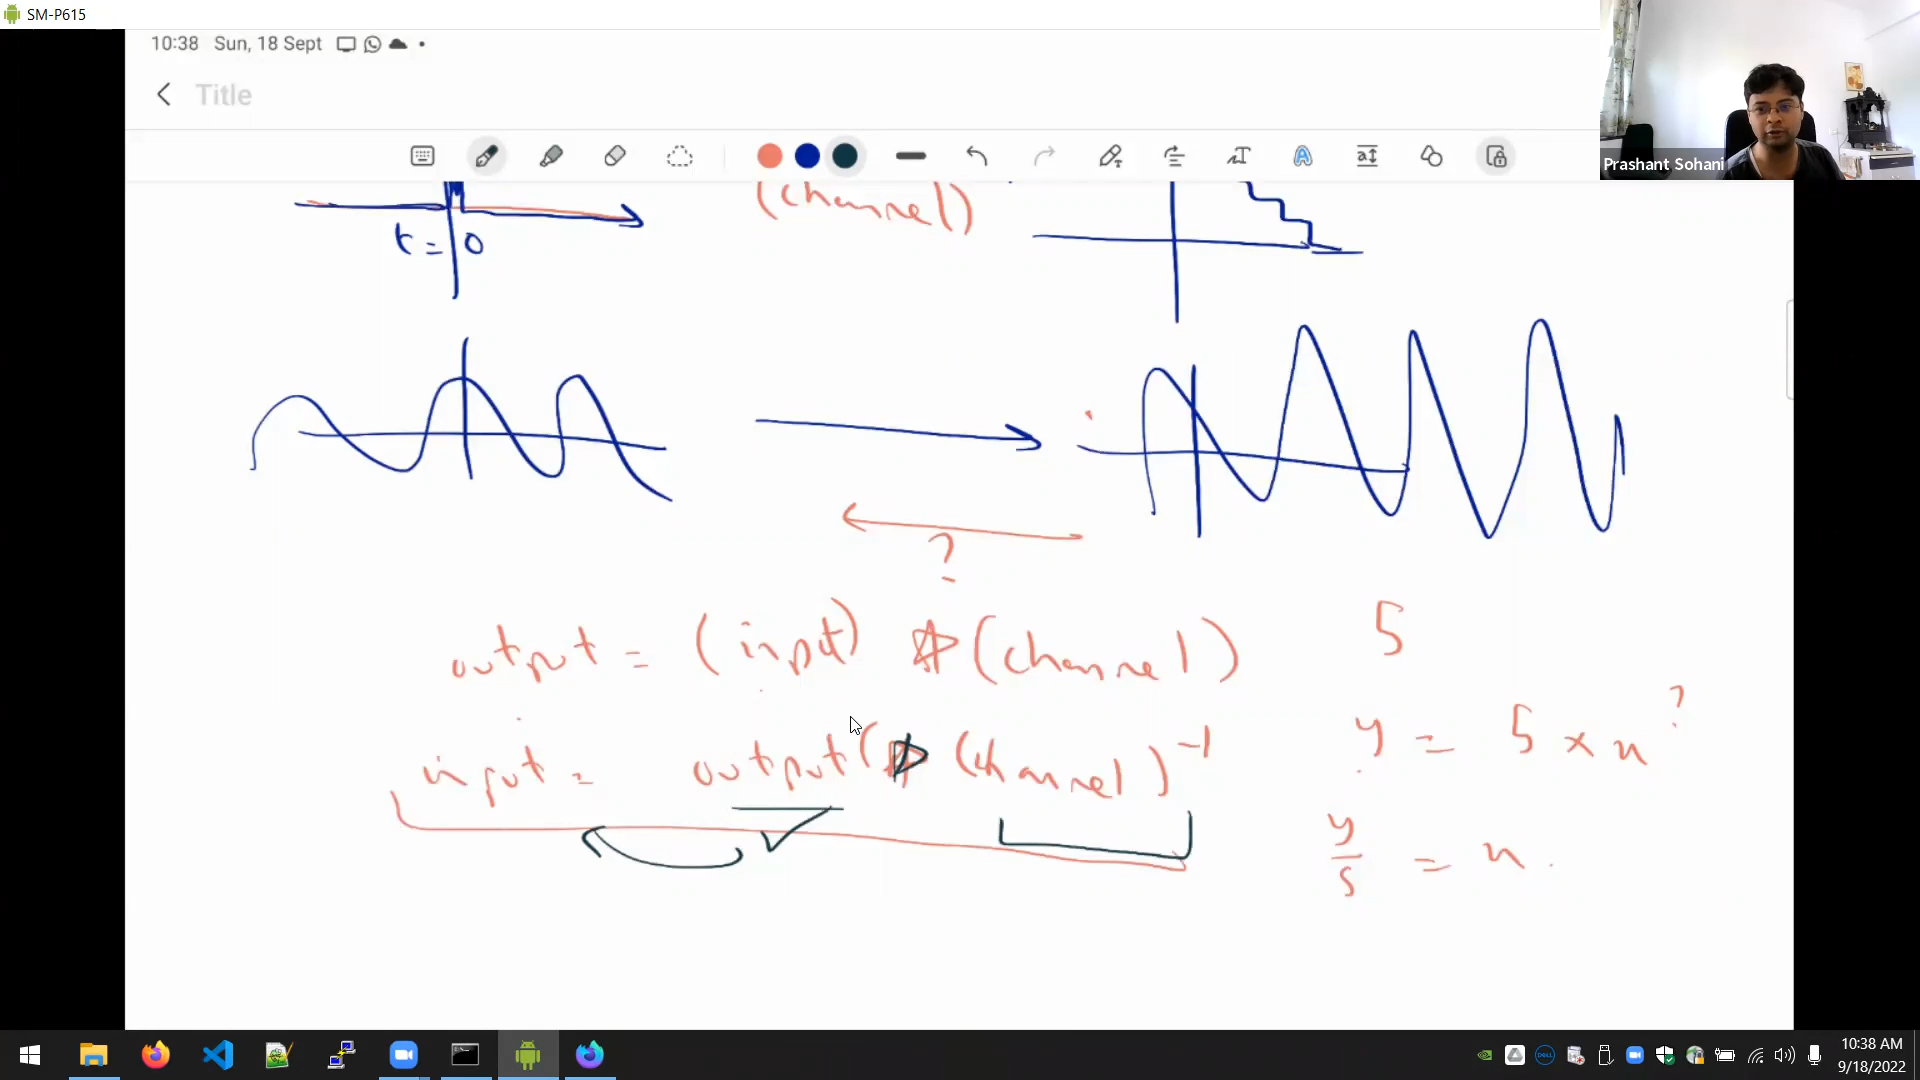 SM-P615
10:38 Sun, 18 Sept
Title
Prashant Sohani
(channel)
t = 0
?
output = (input) * (channel)
5
input = output (channel)⁻¹
y = 5 × x ?
y/5 = x
10:38 AM
9/18/2022